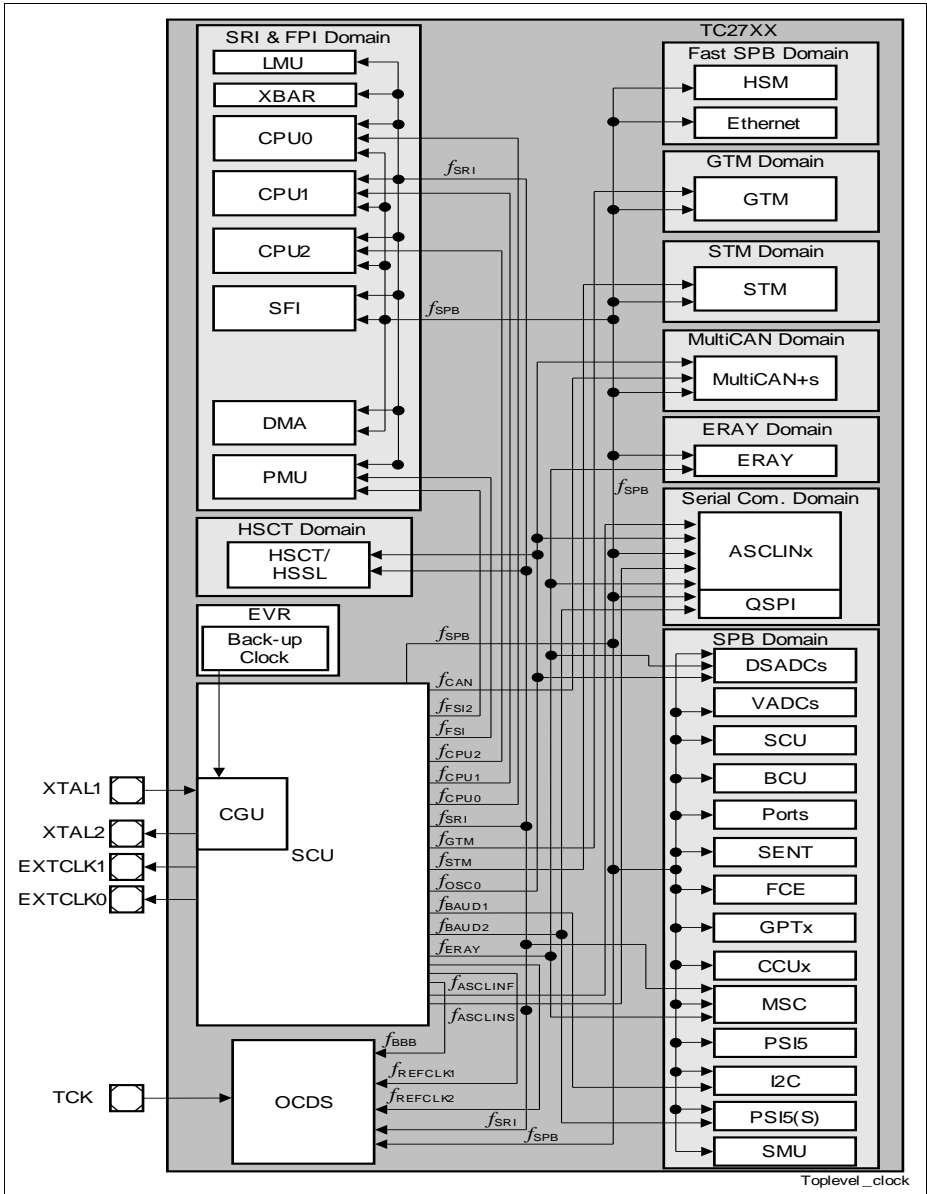 TC27XX
SRI & FPI Domain
LMU
XBAR
CPU0
CPU1
CPU2
SFI
DMA
PMU
fSRI
fSPB
HSCT Domain
HSCT/
HSSL
EVR
Back-up
Clock
Fast SPB Domain
HSM
Ethernet
GTM Domain
GTM
STM Domain
STM
MultiCAN Domain
MultiCAN+s
ERAY Domain
ERAY
fSPB
Serial Com. Domain
ASCLINx
QSPI
SPB Domain
DSADCs
VADCs
SCU
BCU
Ports
SENT
FCE
GPTx
CCUx
MSC
PSI5
I2C
PSI5(S)
SMU
XTAL1
XTAL2
EXTCLK1
EXTCLK0
CGU
SCU
fSPB
fCAN
fFSI2
fFSI
fCPU2
fCPU1
fCPU0
fSRI
fGTM
fSTM
fOSC0
fBAUD1
fBAUD2
fERAY
fASCLINF
fASCLINS
fBBB
fREFCLK1
fREFCLK2
fSRI
fSPB
TCK
OCDS
Toplevel_clock